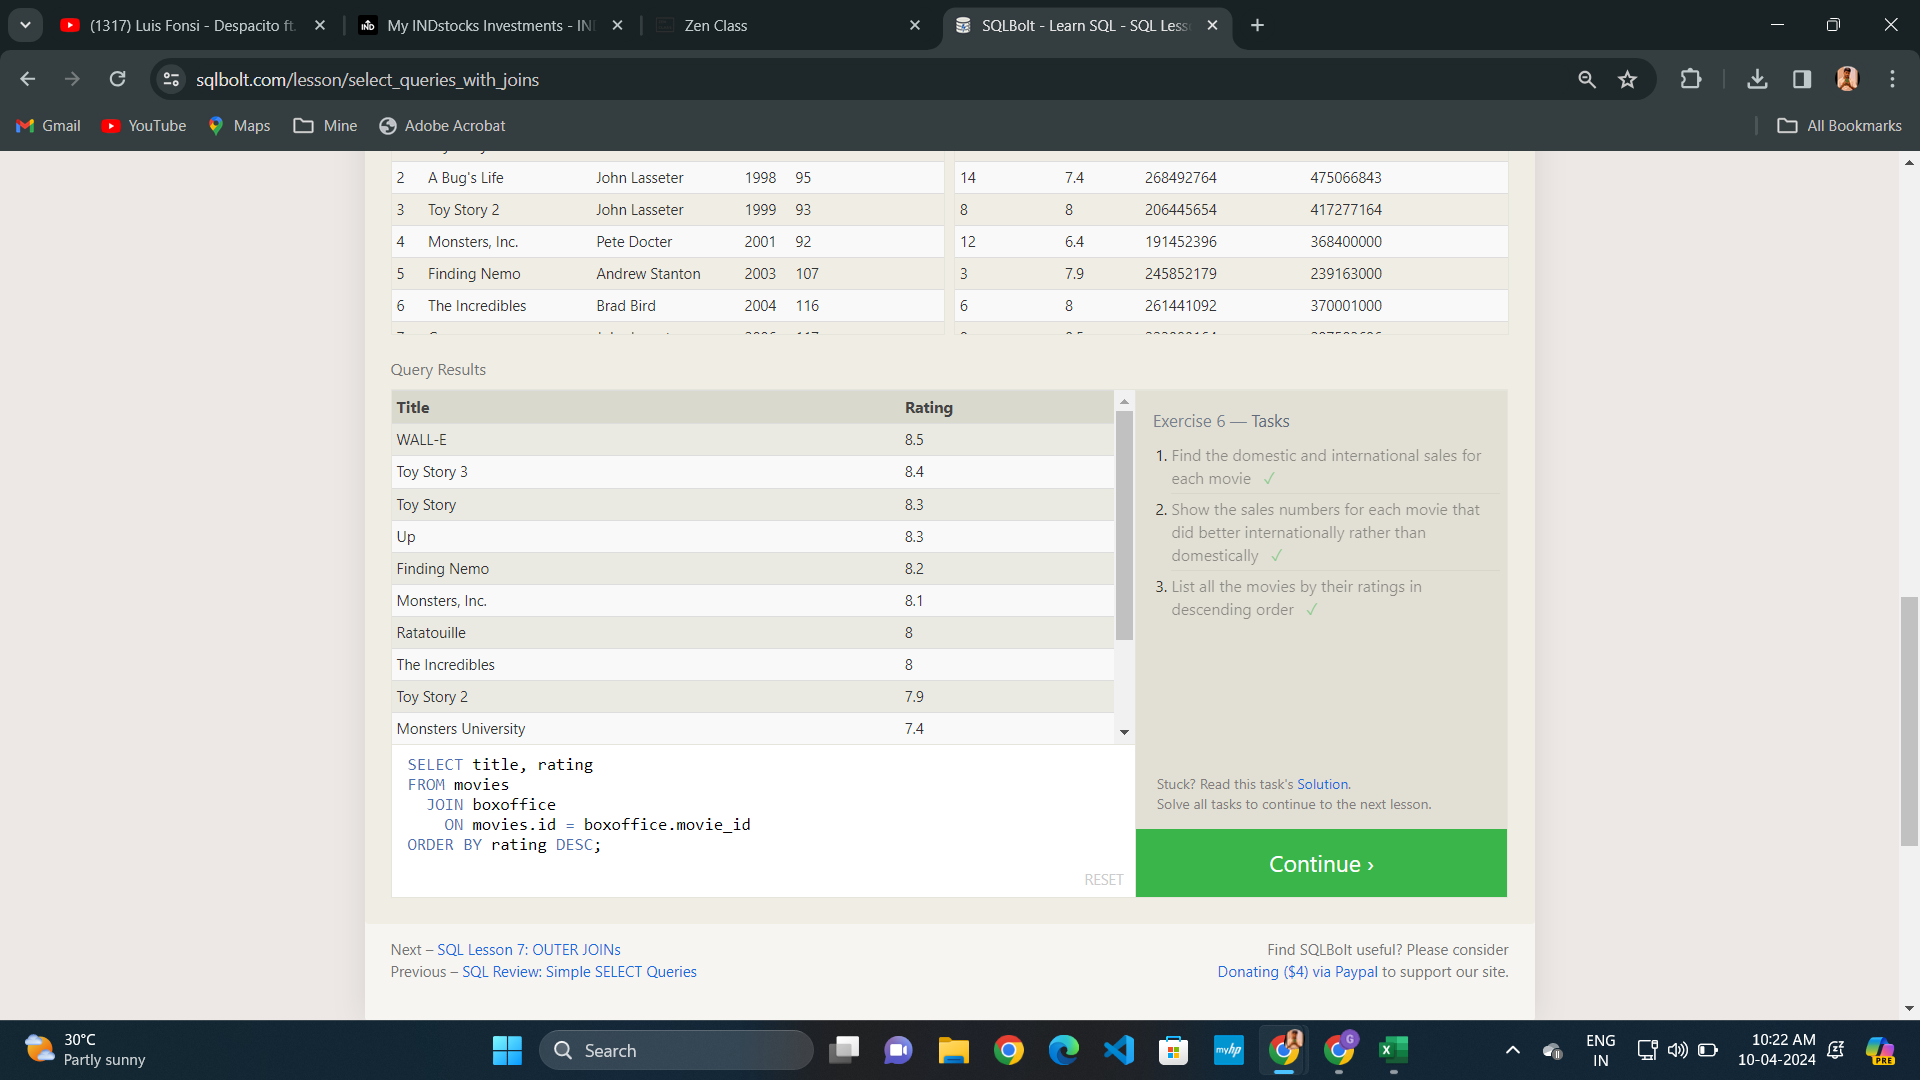 (1317) Luis Fonsi - Despacito ft.
My INDstocks Investments - IN
Zen Class
SQLBolt - Learn SQL - SQL Less
sqlbolt.com/lesson/select_queries_with_joins
Gmail YouTube Maps Mine Adobe Acrobat All Bookmarks
2 A Bug's Life John Lasseter 1998 95 14 7.4 268492764 475066843
3 Toy Story 2 John Lasseter 1999 93 8 8 206445654 417277164
4 Monsters, Inc. Pete Docter 2001 92 12 6.4 191452396 368400000
5 Finding Nemo Andrew Stanton 2003 107 3 7.9 245852179 239163000
6 The Incredibles Brad Bird 2004 116 6 8 261441092 370001000
Query Results
Title Rating
WALL-E 8.5
Toy Story 3 8.4
Toy Story 8.3
Up 8.3
Finding Nemo 8.2
Monsters, Inc. 8.1
Ratatouille 8
The Incredibles 8
Toy Story 2 7.9
Monsters University 7.4
Exercise 6 — Tasks
1. Find the domestic and international sales for
each movie ✓
2. Show the sales numbers for each movie that
did better internationally rather than
domestically ✓
3. List all the movies by their ratings in
descending order ✓
SELECT title, rating
FROM movies
JOIN boxoffice
ON movies.id = boxoffice.movie_id
ORDER BY rating DESC;
RESET
Stuck? Read this task's Solution.
Solve all tasks to continue to the next lesson.
Continue ›
Next – SQL Lesson 7: OUTER JOINs
Previous – SQL Review: Simple SELECT Queries
Find SQLBolt useful? Please consider
Donating ($4) via Paypal to support our site.
30°C
Partly sunny
Search
myhp
G
ENG
IN
10:22 AM
10-04-2024
PRE